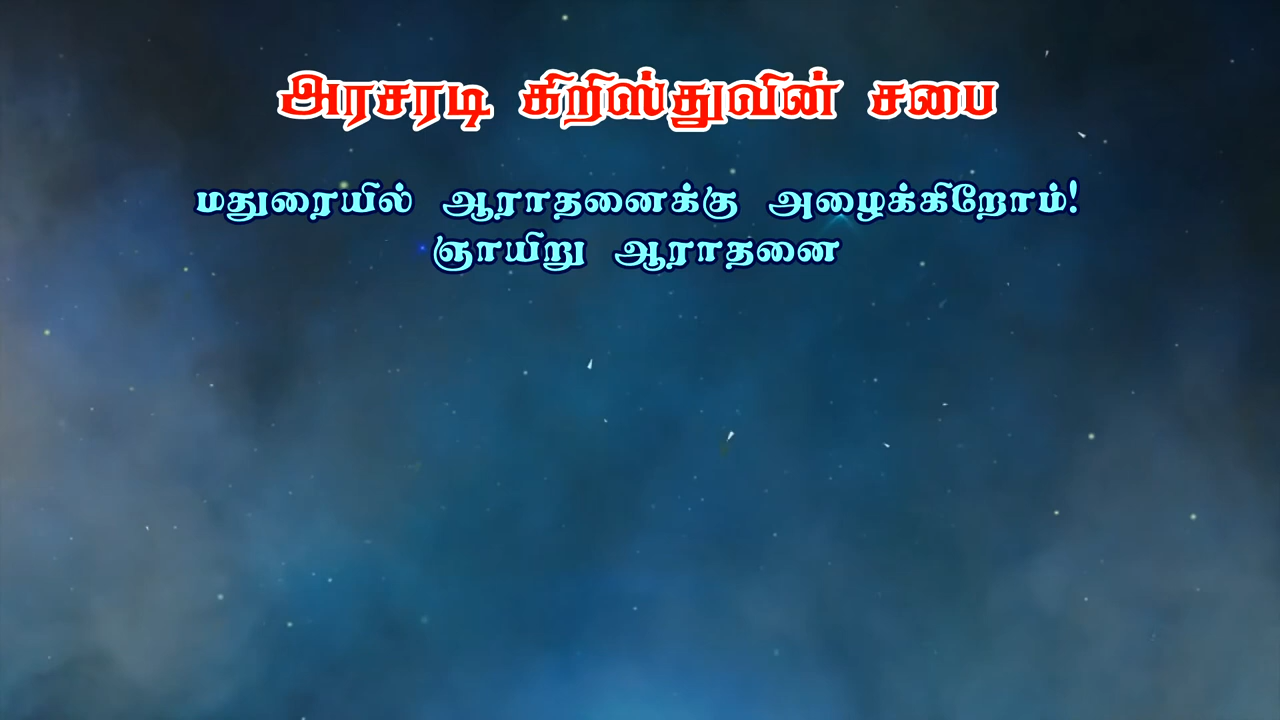 அரசரடி கிறிஸ்துவின் சபை
மதுரையில் ஆராதனைக்கு அழைக்கிறோம்!
ஞாயிறு ஆராதனை